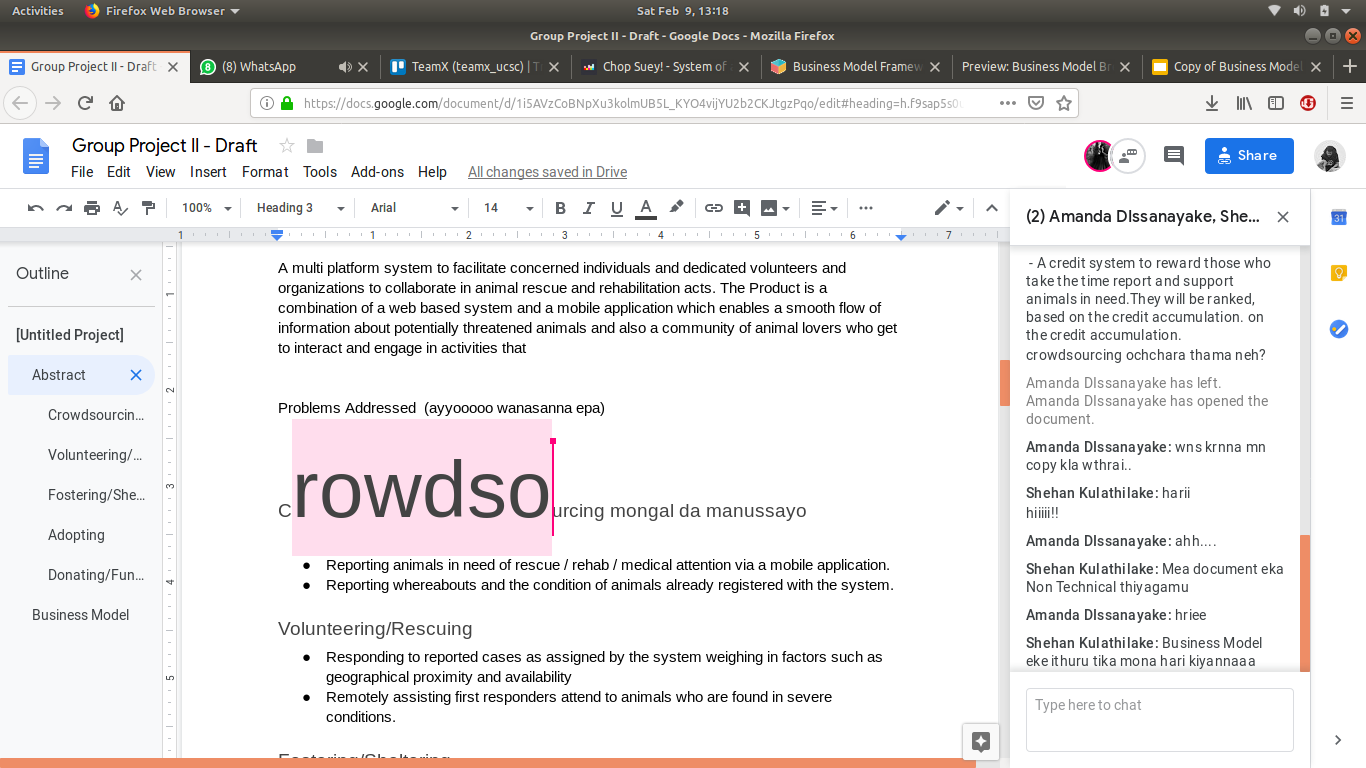 Activities
Firefox Web Browser
Sat Feb 9, 13:18
Group Project II - Draft - Google Docs - Mozilla Firefox
Group Project II - Draft
(8) WhatsApp
TeamX (teamx_ucsc) | T
Chop Suey! - System of
Business Model Framew
Preview: Business Model Br
Copy of Business Model
https://docs.google.com/document/d/1i5AVzCoBNpXu3kolmUB5L_KYO4vijYU2b2CKJtgzPqo/edit#heading=h.f9sap5s0
Group Project II - Draft
File Edit View Insert Format Tools Add-ons Help All changes saved in Drive
Share
100% Heading 3 Arial 14 B I U A
1 1 2 3 4 5 6 7
Outline
[Untitled Project]
Abstract
Crowdsourcin...
Volunteering/...
Fostering/She...
Adopting
Donating/Fun...
Business Model
1
2
3
4
5
A multi platform system to facilitate concerned individuals and dedicated volunteers and
organizations to collaborate in animal rescue and rehabilitation acts. The Product is a
combination of a web based system and a mobile application which enables a smooth flow of
information about potentially threatened animals and also a community of animal lovers who get
to interact and engage in activities that
Problems Addressed (ayyooooo wanasanna epa)
Crowdsourcing mongal da manussayo
● Reporting animals in need of rescue / rehab / medical attention via a mobile application.
● Reporting whereabouts and the condition of animals already registered with the system.
Volunteering/Rescuing
● Responding to reported cases as assigned by the system weighing in factors such as
geographical proximity and availability
● Remotely assisting first responders attend to animals who are found in severe
conditions.
Fostering/Sheltering
(2) Amanda DIssanayake, She...
- A credit system to reward those who
take the time report and support
animals in need.They will be ranked,
based on the credit accumulation. on
the credit accumulation.
crowdsourcing ochchara thama neh?
Amanda DIssanayake has left.
Amanda DIssanayake has opened the
document.
Amanda DIssanayake: wns krnna mn
copy kla wthrai..
Shehan Kulathilake: harii
hiiiii!!
Amanda DIssanayake: ahh....
Shehan Kulathilake: Mea document eka
Non Technical thiyagamu
Amanda DIssanayake: hriee
Shehan Kulathilake: Business Model
eke ithuru tika mona hari kiyannaaa
Type here to chat
31